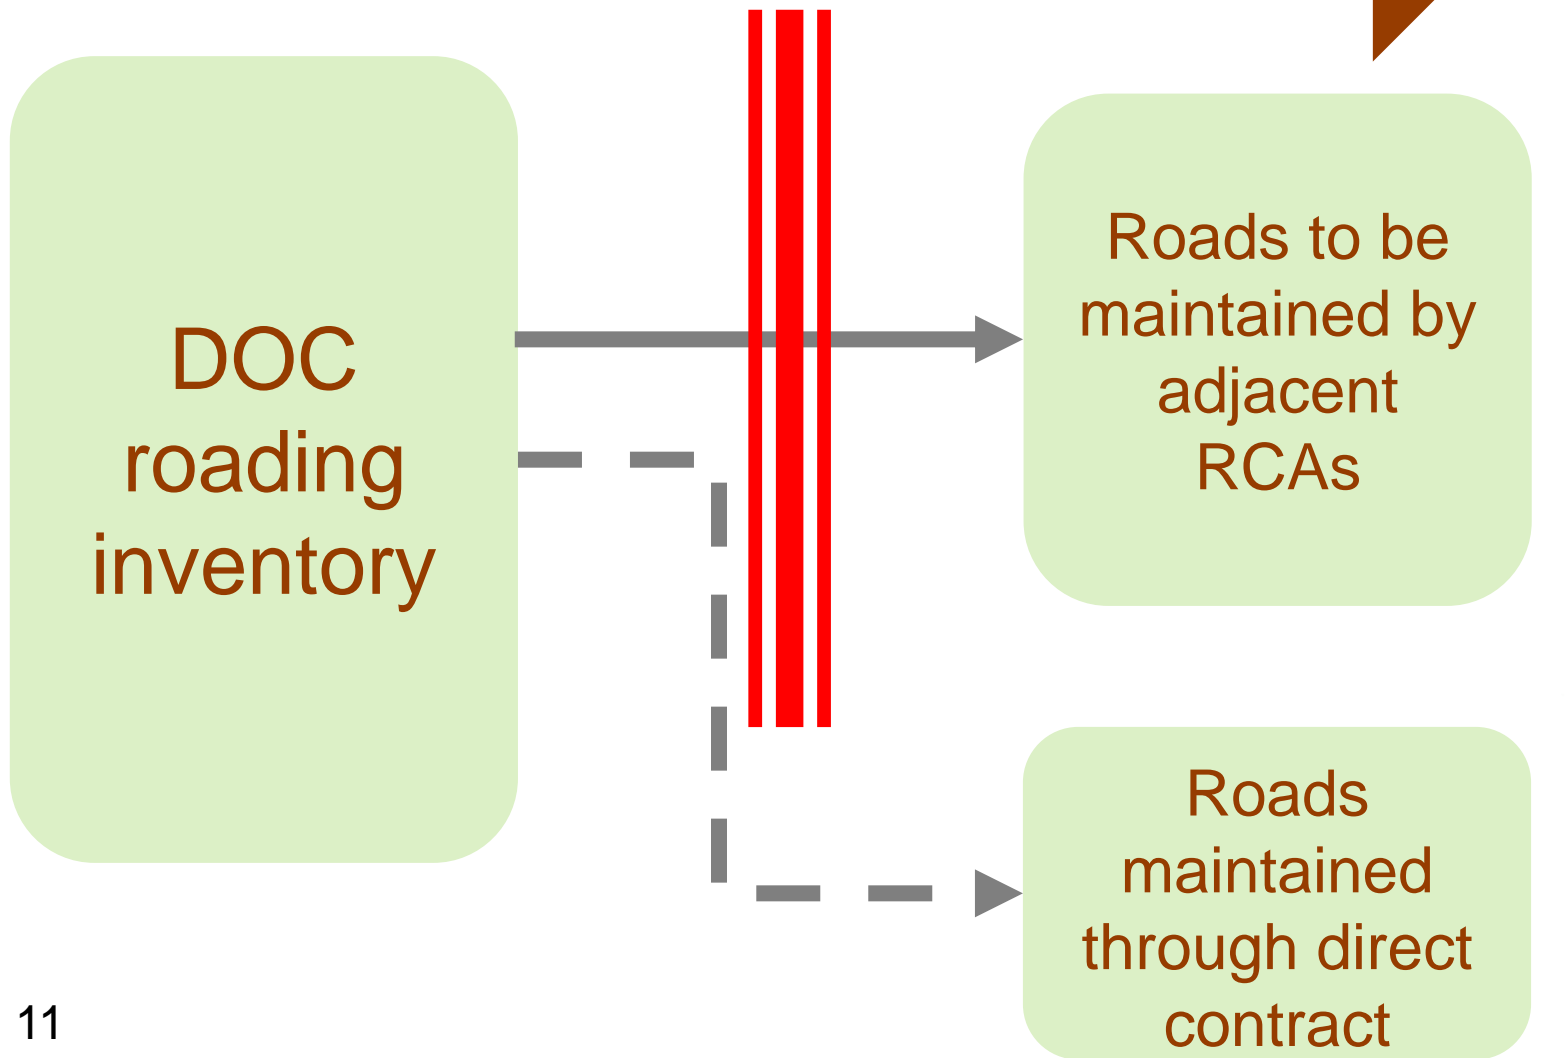 DOC
roading
inventory
Roads to be
maintained by
adjacent
RCAs
Roads
maintained
through direct
contract
11